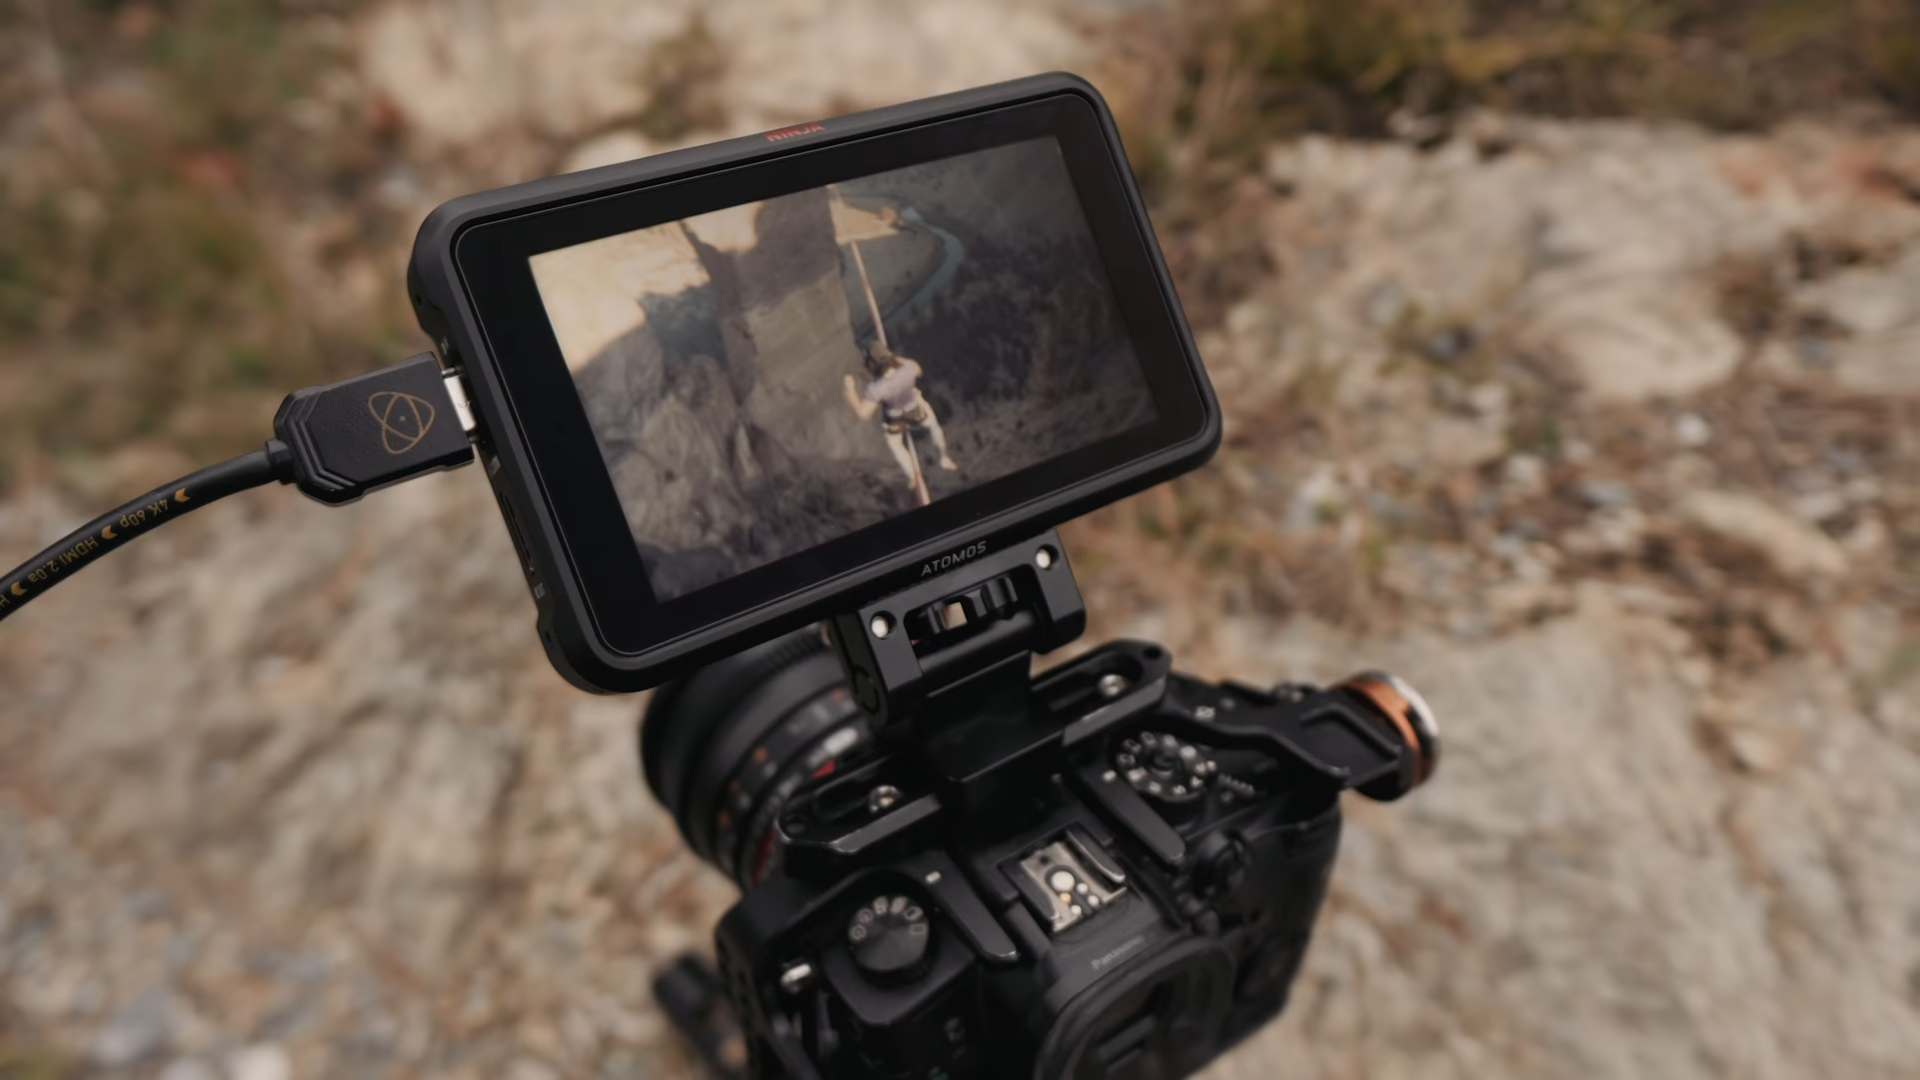 NINJA
ATOMOS
4K 60p
HDMI 2.0a
H
Panasonic